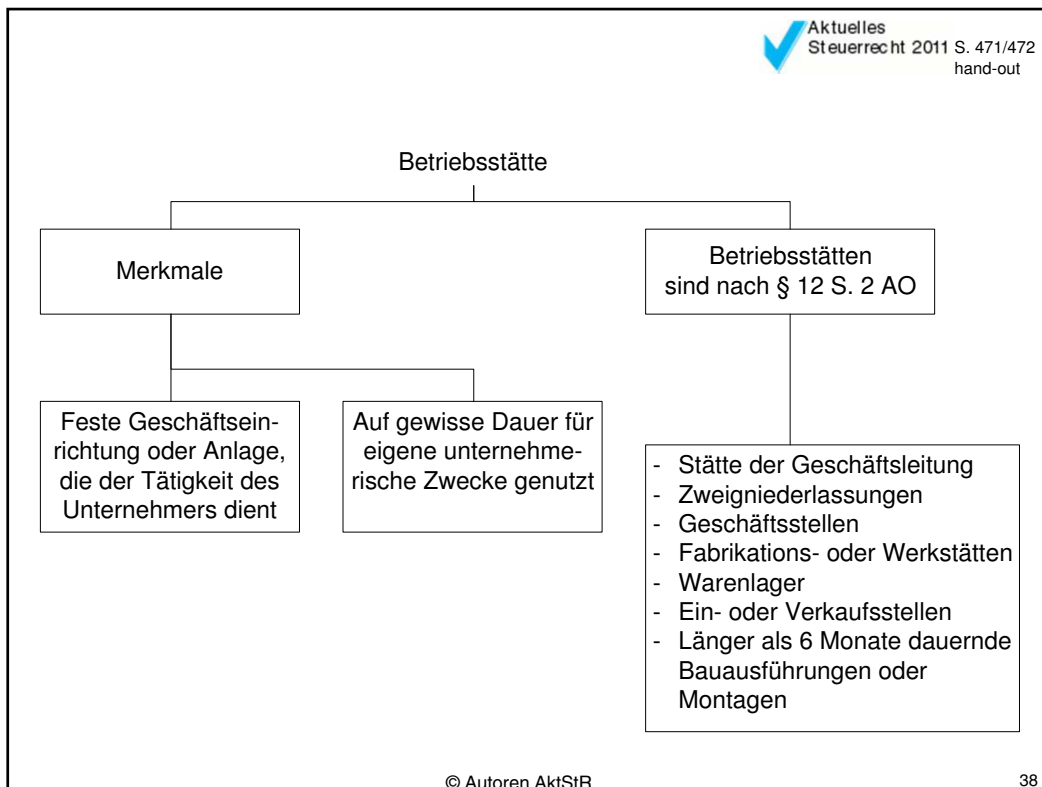 Aktuelles
Steuerrecht 2011 S. 471/472
hand-out
Betriebsstätte
Merkmale
Betriebsstätten
sind nach § 12 S. 2 AO
Feste Geschäftsein-
richtung oder Anlage,
die der Tätigkeit des
Unternehmers dient
Auf gewisse Dauer für
eigene unternehme-
rische Zwecke genutzt
- Stätte der Geschäftsleitung
- Zweigniederlassungen
- Geschäftsstellen
- Fabrikations- oder Werkstätten
- Warenlager
- Ein- oder Verkaufsstellen
- Länger als 6 Monate dauernde
Bauausführungen oder
Montagen
© Autoren AktStR
38